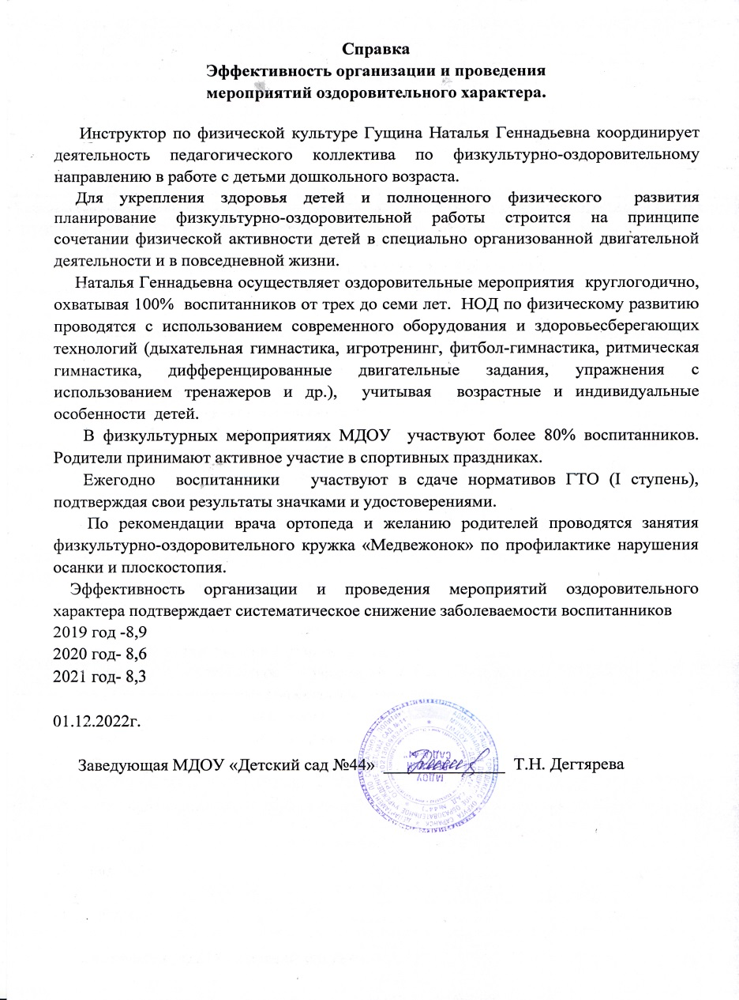 Справка
Эффективность организации и проведения
мероприятий оздоровительного характера.
Инструктор по физической культуре Гущина Наталья Геннадьевна координирует
деятельность педагогического коллектива по физкультурно-оздоровительному
направлению в работе с детьми дошкольного возраста.
Для укрепления здоровья детей и полноценного физического развития
планирование физкультурно-оздоровительной работы строится на принципе
сочетании физической активности детей в специально организованной двигательной
деятельности и в повседневной жизни.
Наталья Геннадьевна осуществляет оздоровительные мероприятия круглогодично,
охватывая 100% воспитанников от трех до семи лет. НОД по физическому развитию
проводятся с использованием современного оборудования и здоровьесберегающих
технологий (дыхательная гимнастика, игротренинг, фитбол-гимнастика, ритмическая
гимнастика, дифференцированные двигательные задания, упражнения с
использованием тренажеров и др.), учитывая возрастные и индивидуальные
особенности детей.
В физкультурных мероприятиях МДОУ участвуют более 80% воспитанников.
Родители принимают активное участие в спортивных праздниках.
Ежегодно воспитанники участвуют в сдаче нормативов ГТО (I ступень),
подтверждая свои результаты значками и удостоверениями.
По рекомендации врача ортопеда и желанию родителей проводятся занятия
физкультурно-оздоровительного кружка «Медвежонок» по профилактике нарушения
осанки и плоскостопия.
Эффективность организации и проведения мероприятий оздоровительного
характера подтверждает систематическое снижение заболеваемости воспитанников
2019 год -8,9
2020 год- 8,6
2021 год- 8,3
01.12.2022г.
Заведующая МДОУ «Детский сад №44» Т.Н. Дегтярева